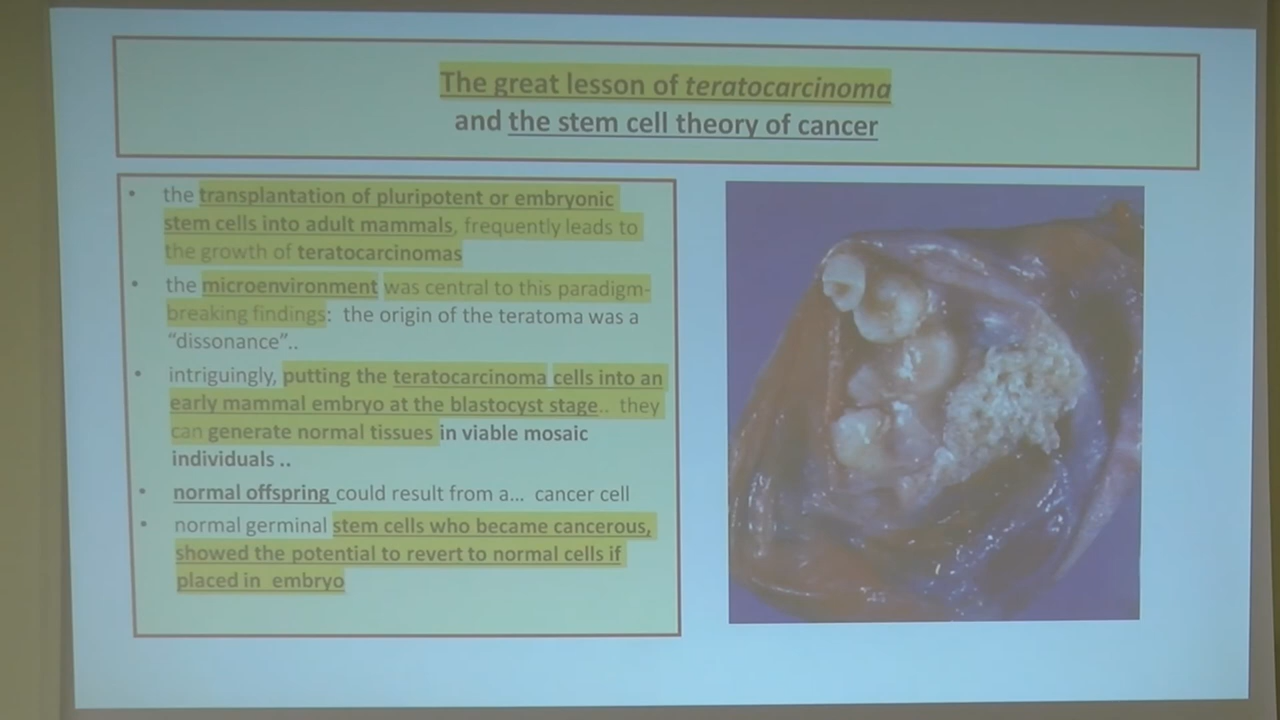 The great lesson of teratocarcinoma
and the stem cell theory of cancer
• the transplantation of pluripotent or embryonic
stem cells into adult mammals, frequently leads to
the growth of teratocarcinomas
• the microenvironment was central to this paradigm-
breaking findings: the origin of the teratoma was a
“dissonance”..
• intriguingly, putting the teratocarcinoma cells into an
early mammal embryo at the blastocyst stage.. they
can generate normal tissues in viable mosaic
individuals ..
• normal offspring could result from a... cancer cell
• normal germinal stem cells who became cancerous,
showed the potential to revert to normal cells if
placed in embryo